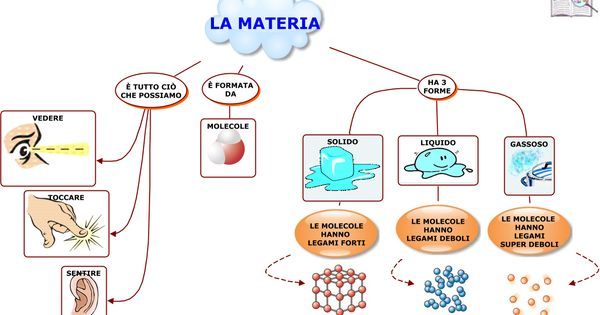 LA MATERIA
È TUTTO CIÒ
CHE POSSIAMO
È FORMATA
DA
HA 3
FORME
VEDERE
TOCCARE
SENTIRE
MOLECOLE
SOLIDO
LIQUIDO
GASSOSO
LE MOLECOLE
HANNO
LEGAMI FORTI
LE MOLECOLE
HANNO
LEGAMI DEBOLI
LE MOLECOLE
HANNO
LEGAMI
SUPER DEBOLI